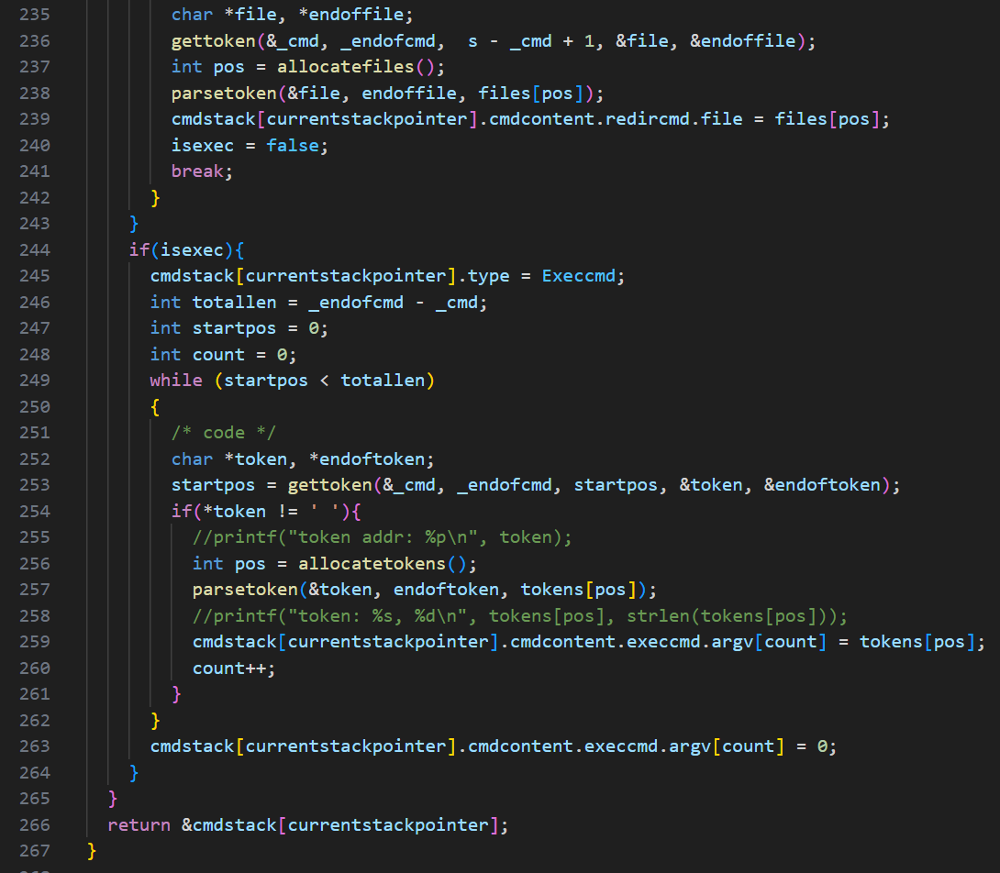 235 char *file, *endoffile;
236 gettoken(&_cmd, _endofcmd,  s - _cmd + 1, &file, &endoffile);
237 int pos = allocatefiles();
238 parsetoken(&file, endoffile, files[pos]);
239 cmdstack[currentstackpointer].cmdcontent.redircmd.file = files[pos];
240 isexec = false;
241 break;
242 }
243 }
244 if(isexec){
245 cmdstack[currentstackpointer].type = Execcmd;
246 int totallen = _endofcmd - _cmd;
247 int startpos = 0;
248 int count = 0;
249 while (startpos < totallen)
250 {
251 /* code */
252 char *token, *endoftoken;
253 startpos = gettoken(&_cmd, _endofcmd, startpos, &token, &endoftoken);
254 if(*token != ' '){
255 //printf("token addr: %p\n", token);
256 int pos = allocatetokens();
257 parsetoken(&token, endoftoken, tokens[pos]);
258 //printf("token: %s, %d\n", tokens[pos], strlen(tokens[pos]));
259 cmdstack[currentstackpointer].cmdcontent.execcmd.argv[count] = tokens[pos];
260 count++;
261 }
262 }
263 cmdstack[currentstackpointer].cmdcontent.execcmd.argv[count] = 0;
264 }
265 }
266 return &cmdstack[currentstackpointer];
267 }